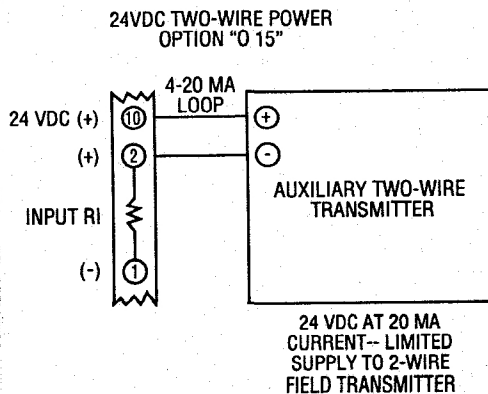 24VDC TWO-WIRE POWER
OPTION "O 15"
4-20 MA
LOOP
24 VDC (+)
10
+
(+)
2
-
AUXILIARY TWO-WIRE
TRANSMITTER
INPUT RI
(-)
1
24 VDC AT 20 MA
CURRENT-- LIMITED
SUPPLY TO 2-WIRE
FIELD TRANSMITTER